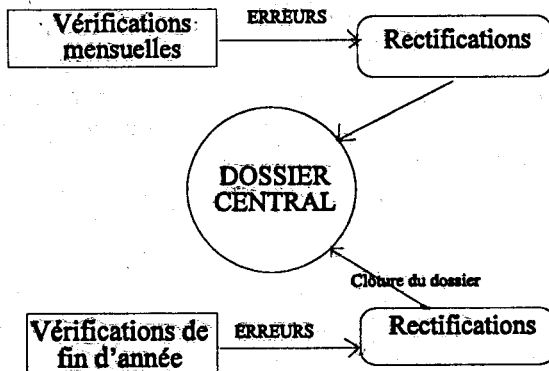 Vérifications
mensuelles
ERREURS
Rectifications
DOSSIER
CENTRAL
Clôture du dossier
Vérifications de
fin d'année
ERREURS
Rectifications